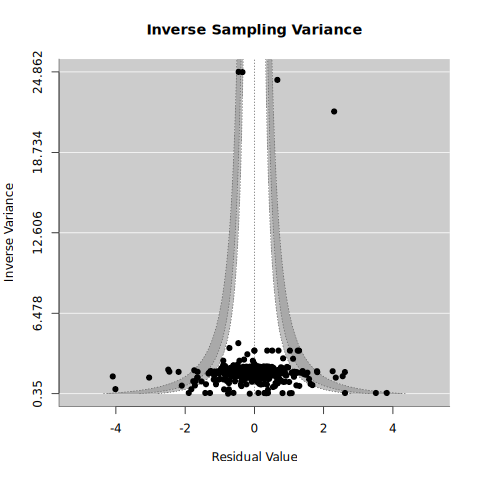 Inverse Sampling Variance
24.862
18.734
12.606
6.478
0.35
Inverse Variance
-4 -2 0 2 4
Residual Value